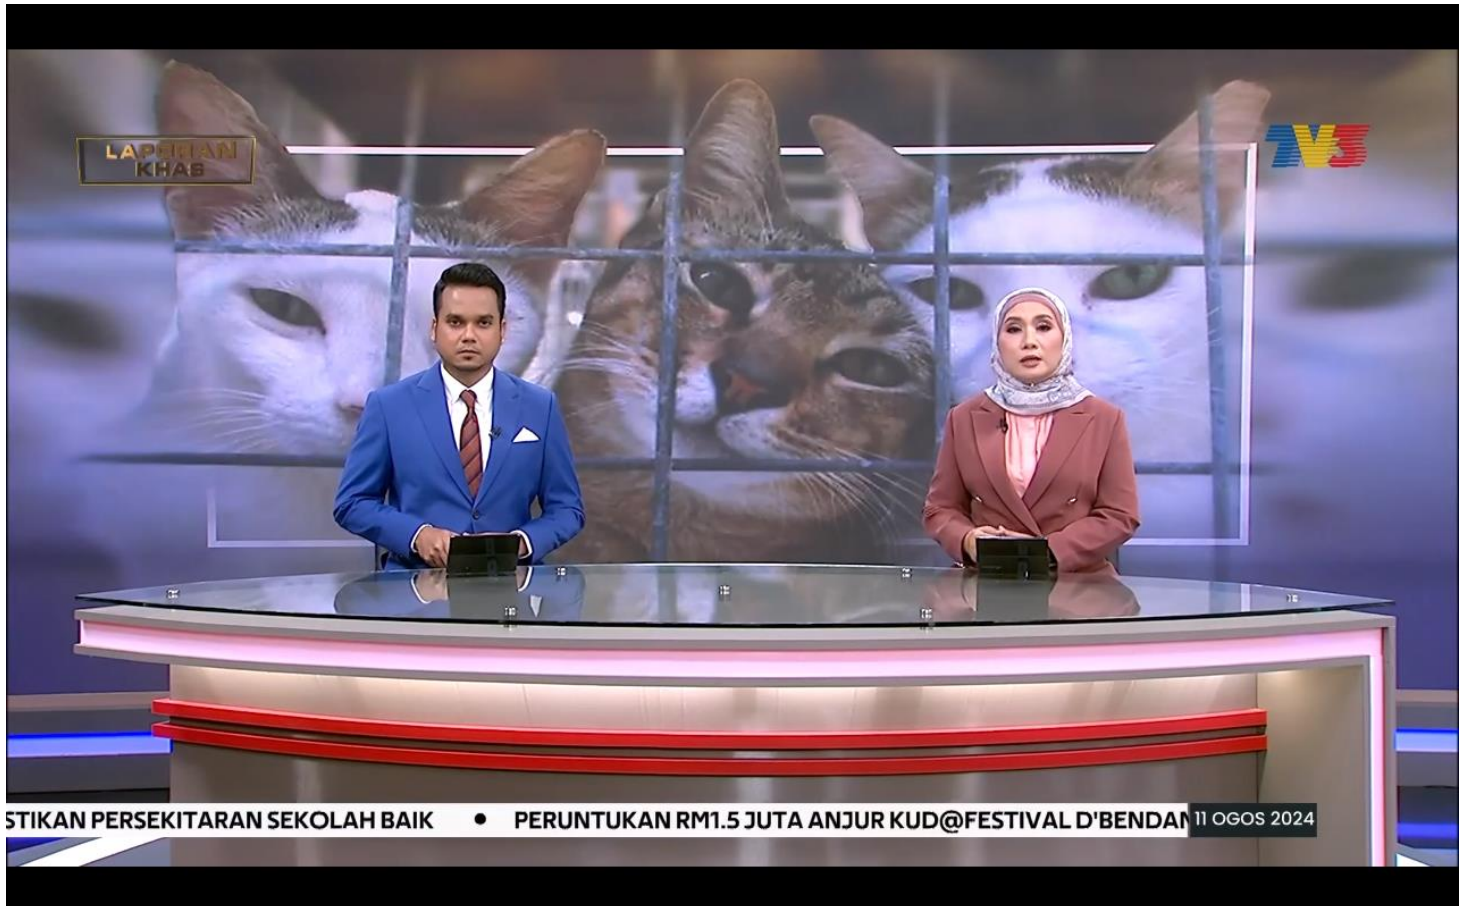 LAPORAN
KHAS
TV3
STIKAN PERSEKITARAN SEKOLAH BAIK • PERUNTUKAN RM1.5 JUTA ANJUR KUD@FESTIVAL D'BENDAN
11 OGOS 2024